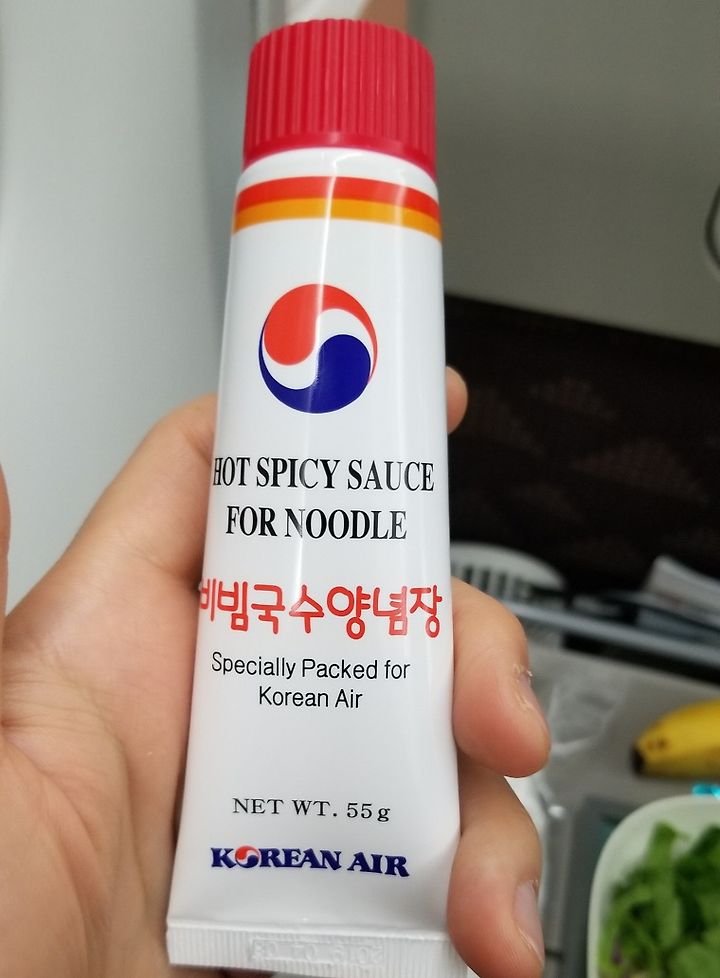 HOT SPICY SAUCE
FOR NOODLE
비빔국수양념장
Specially Packed for
Korean Air
NET WT. 55g
KOREAN AIR